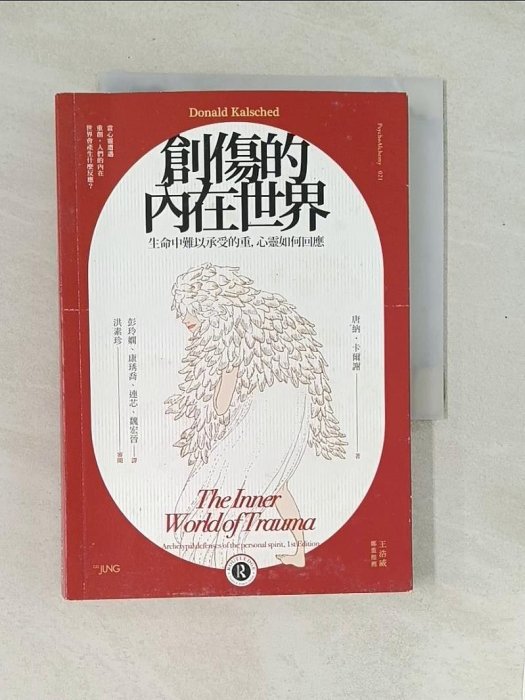 Donald Kalsched
當心靈遭遇
重創，人們的內在
世界會產生什麼反應？
PsychoAlchemy 021
創傷的
內在世界
生命中難以承受的重，心靈如何回應
唐納・卡爾謝
著
彭玲嫻、康琇喬、連芯、魏宏晉
譯
洪素珍
審閱
The Inner
World of Trauma
Archetypal defenses of the personal spirit, 1st Edition
王浩威
鄭重推薦
JUNG
R